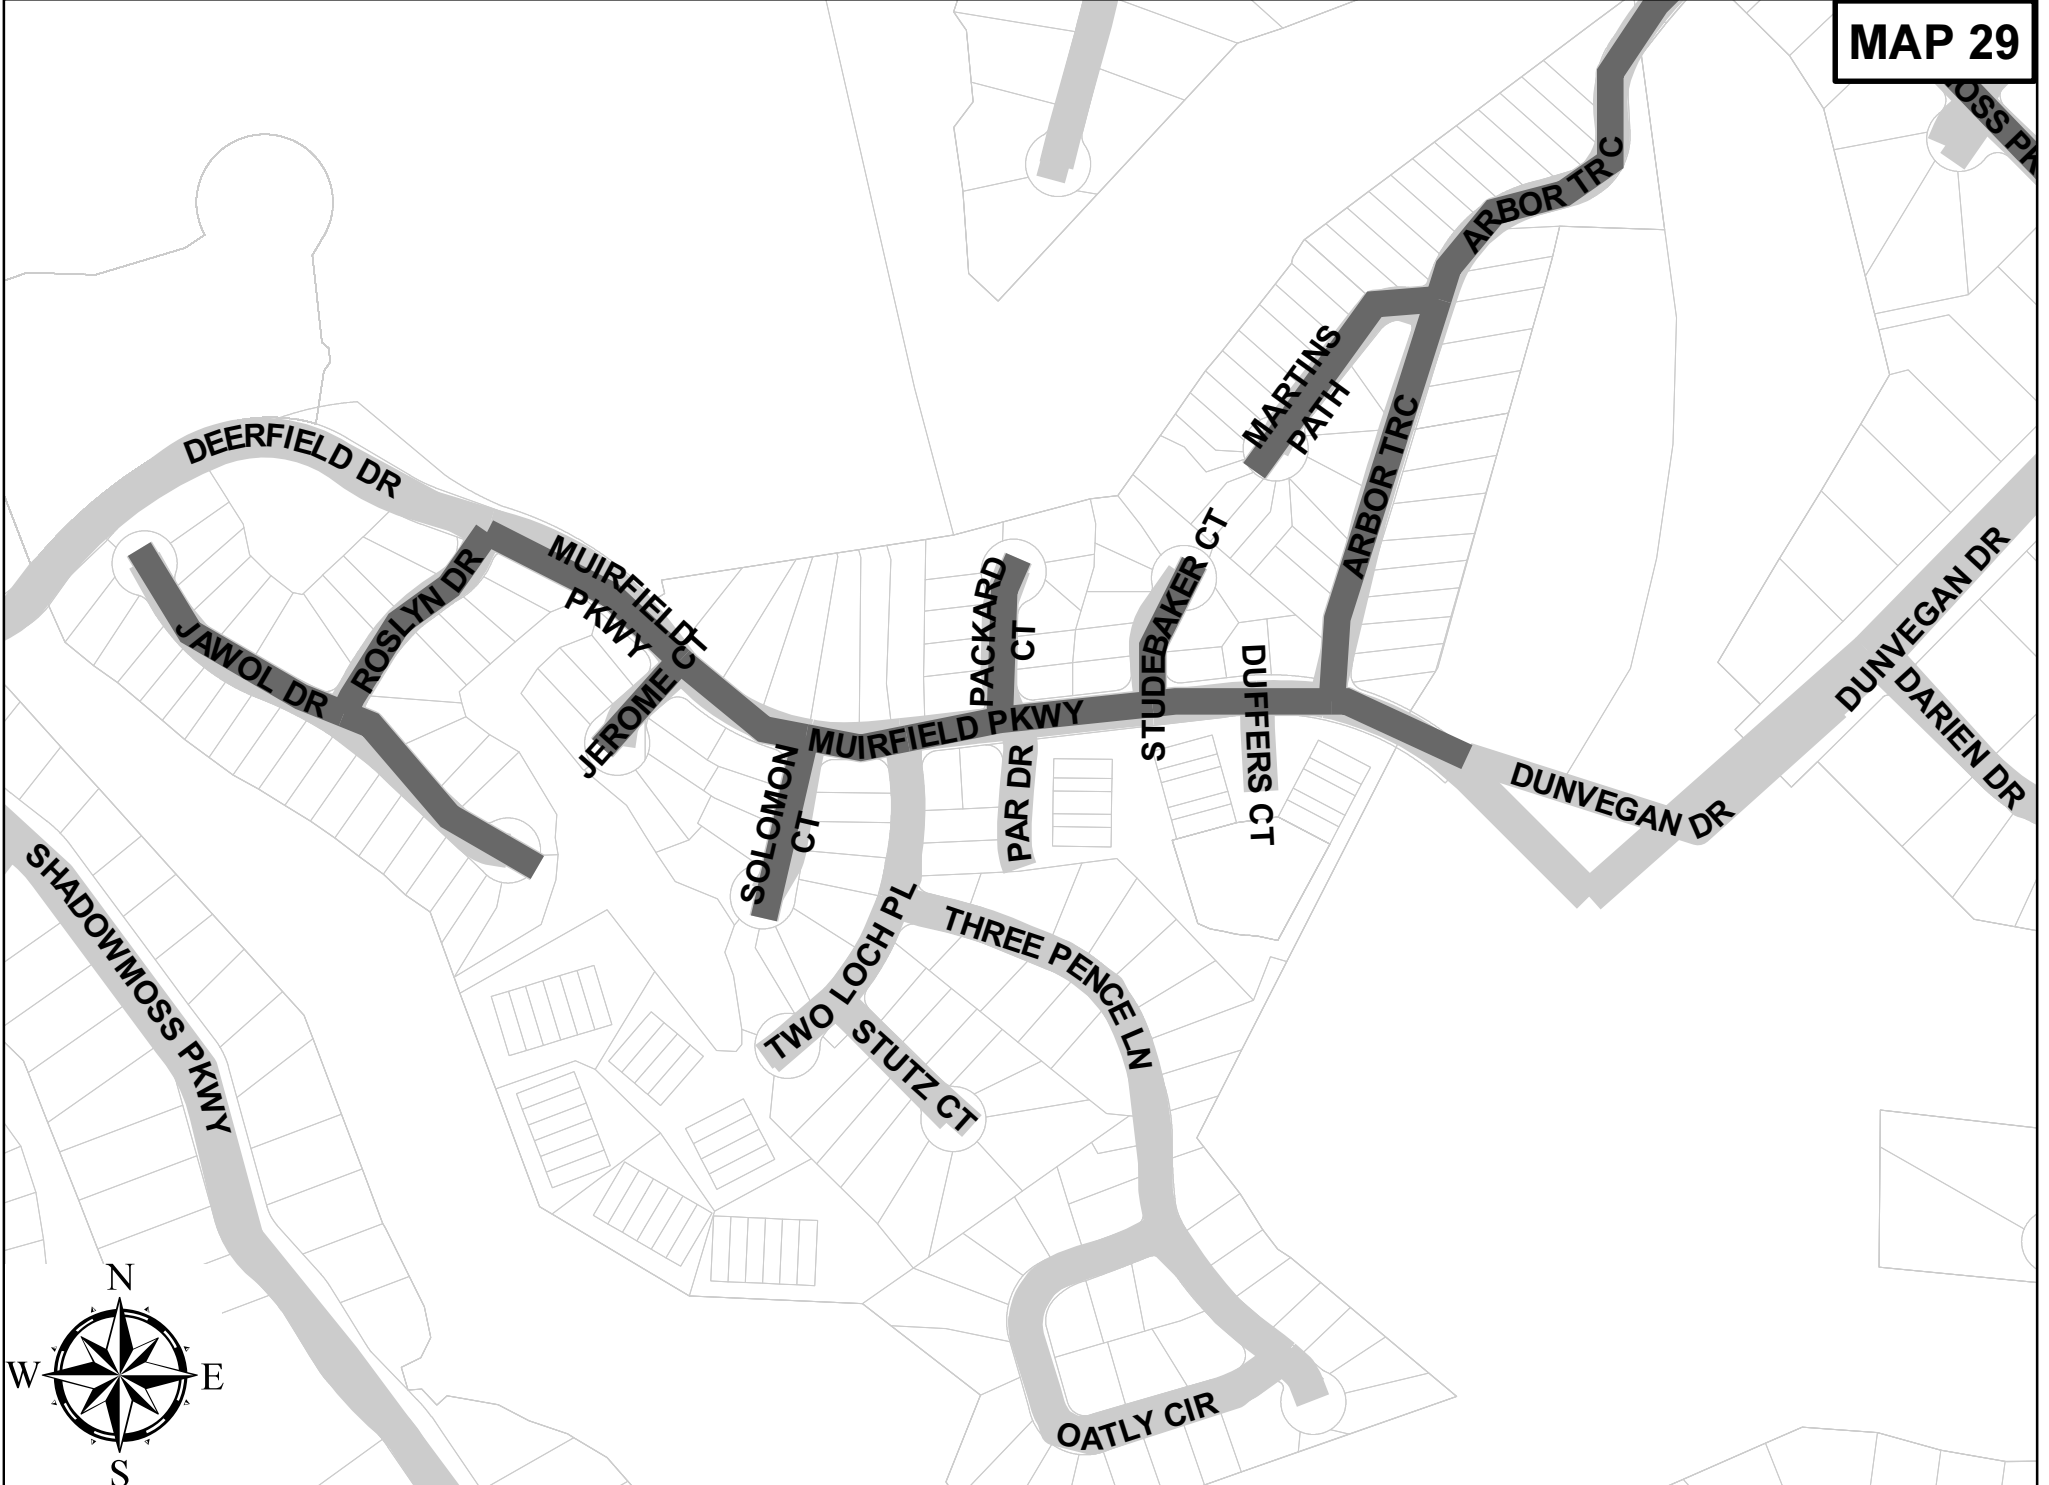 MAP 29
OSS PK
ARBOR TRC
MARTINS
PATH
ARBOR TRC
DEERFIELD DR
MUIRFIELD
PKWY
ROSLYN DR
JAWOL DR
JEROME CT
PACKARD
CT
STUDEBAKER CT
DUFFERS CT
MUIRFIELD PKWY
SOLOMON
CT
PAR DR
DUNVEGAN DR
DUNVEGAN DR
DARIEN DR
SHADOWMOSS PKWY
TWO LOCH PL
THREE PENCE LN
STUTZ CT
OATLY CIR
N
W E
S